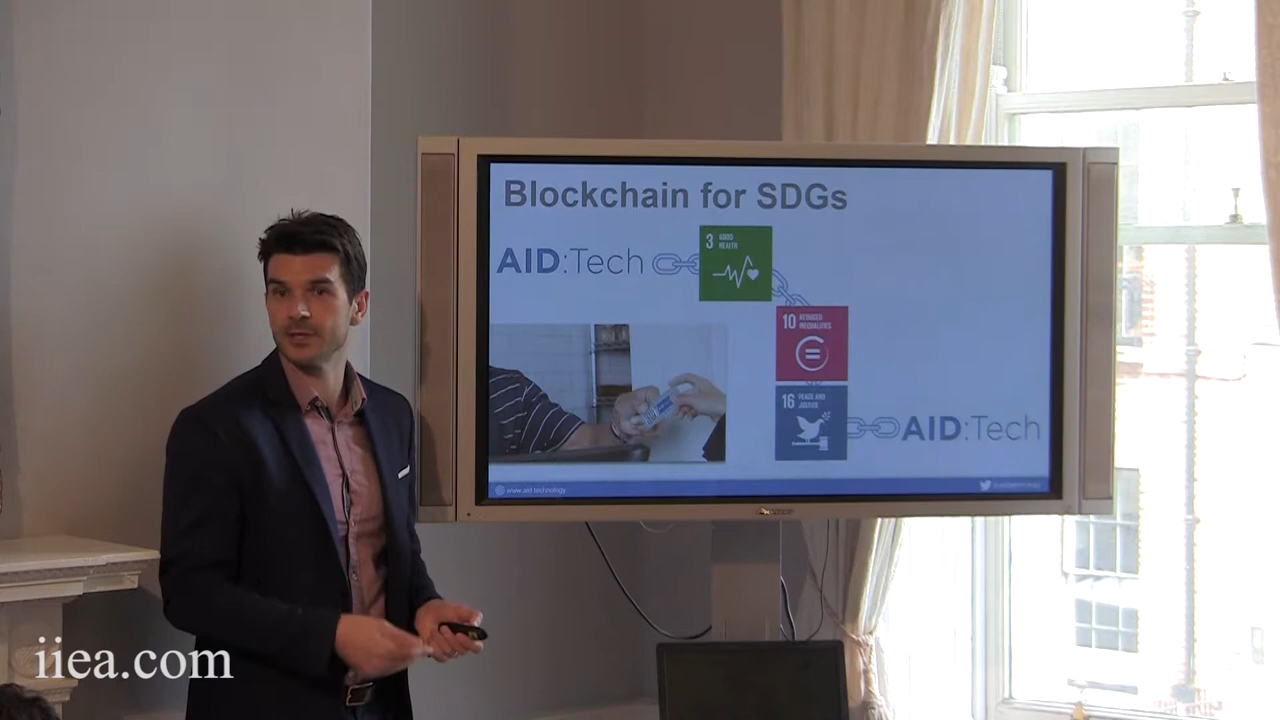 Blockchain for SDGs
AID:Tech
3 GOOD
HEALTH
10 REDUCED
INEQUALITIES
16 PEACE AND
JUSTICE
AID:Tech
www.aid.technology
iiea.com